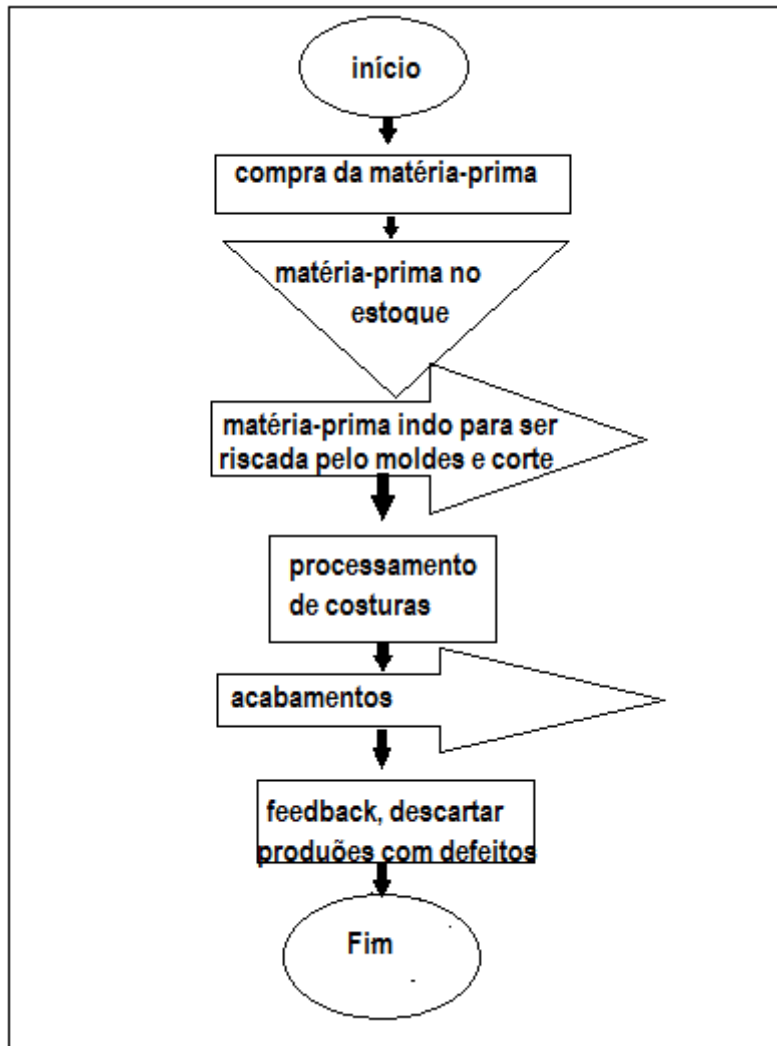 início
compra da matéria-prima
matéria-prima no
estoque
matéria-prima indo para ser
riscada pelo moldes e corte
processamento
de costuras
acabamentos
feedback, descartar
produões com defeitos
Fim